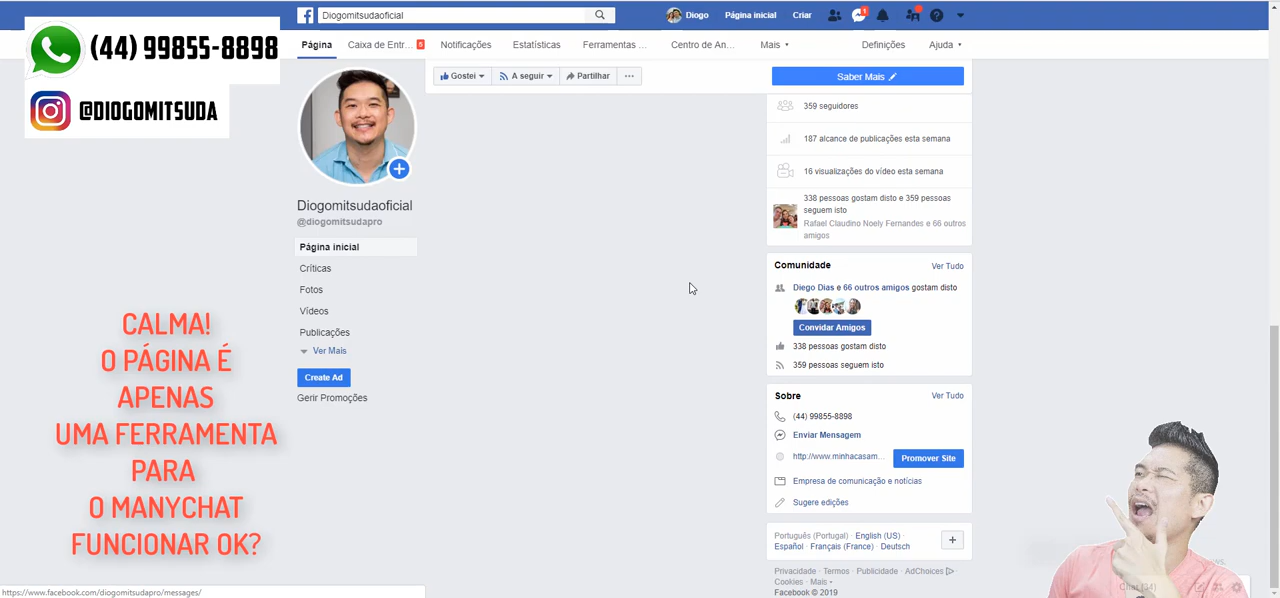 Diogomitsudaoficial
Diogo
Página inicial
Criar
1
(44) 99855-8898
@DIOGOMITSUDA
Página
Caixa de Entr...
6
Notificações
Estatísticas
Ferramentas ...
Centro de An...
Mais
Definições
Ajuda
Gostei
A seguir
Partilhar
...
Saber Mais
Diogomitsudaoficial
@diogomitsudapro
Página inicial
Críticas
Fotos
Vídeos
Publicações
Ver Mais
Create Ad
Gerir Promoções
CALMA!
O PÁGINA É
APENAS
UMA FERRAMENTA
PARA
O MANYCHAT
FUNCIONAR OK?
359 seguidores
187 alcance de publicações esta semana
16 visualizações do vídeo esta semana
338 pessoas gostam disto e 359 pessoas
seguem isto
Rafael Claudino Noely Fernandes e 66 outros
amigos
Comunidade
Ver Tudo
Diego Dias e 66 outros amigos gostam disto
Convidar Amigos
338 pessoas gostam disto
359 pessoas seguem isto
Sobre
Ver Tudo
(44) 99855-8898
Enviar Mensagem
http://www.minhacasam...
Promover Site
Empresa de comunicação e notícias
Sugere edições
Português (Portugal) · English (US) ·
Español · Français (France) · Deutsch
Privacidade · Termos · Publicidade · AdChoices
Cookies · Mais
Facebook © 2019
Chat (34)
https://www.facebook.com/diogomitsudapro/messages/